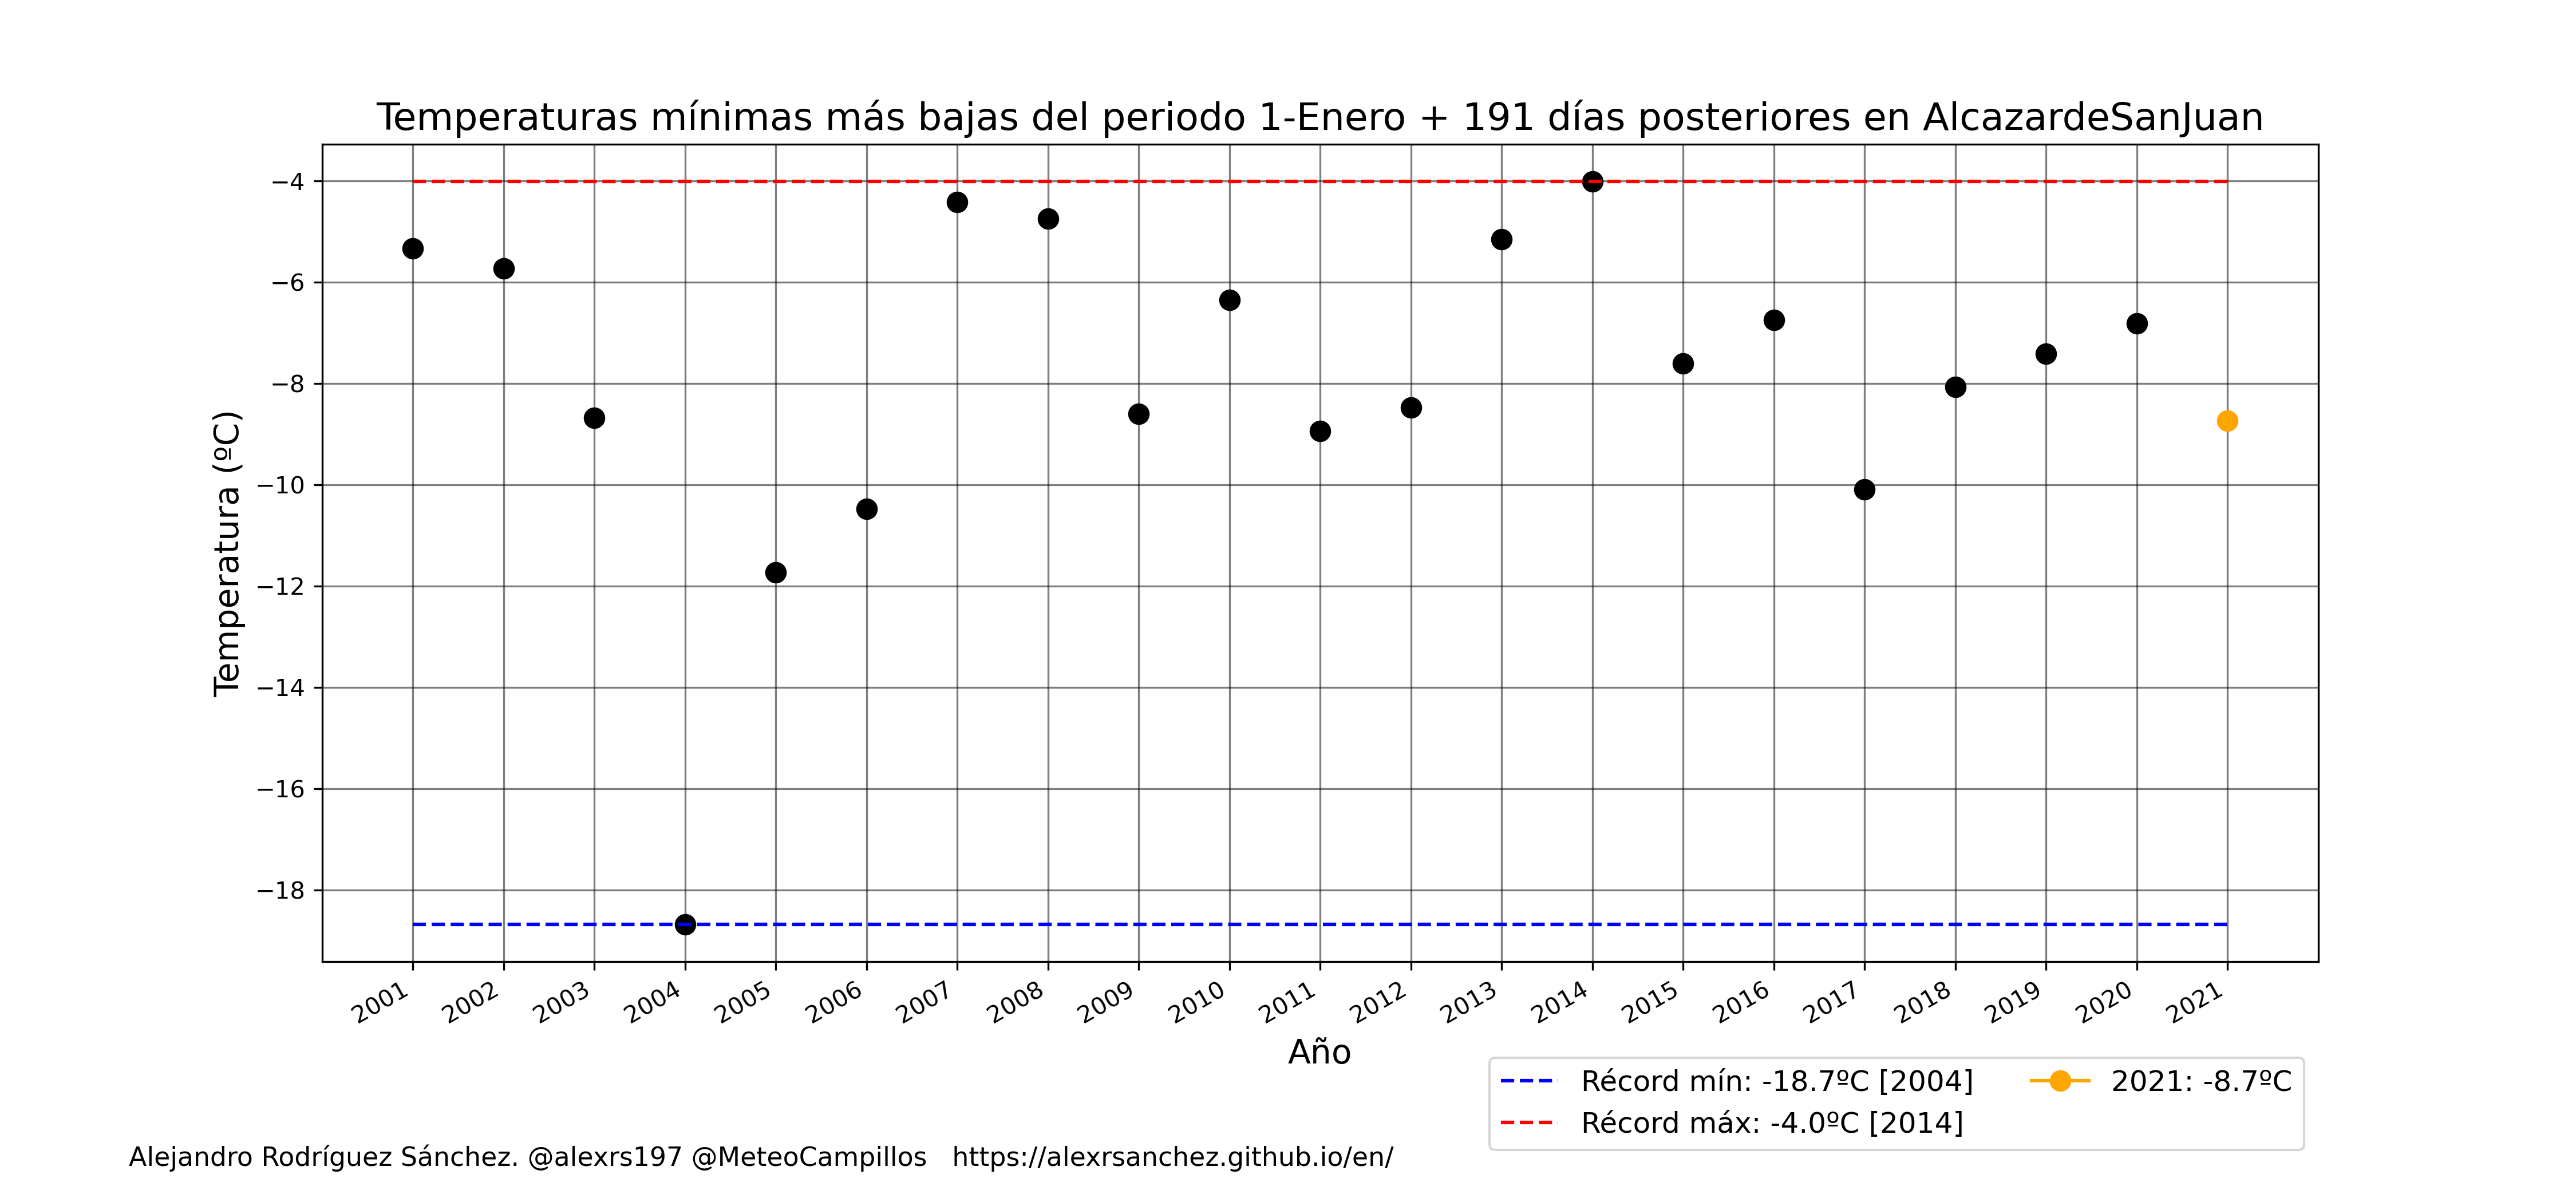 Temperaturas mínimas más bajas del periodo 1-Enero + 191 días posteriores en AlcazardeSanJuan
Temperatura (ºC)
−4
−6
−8
−10
−12
−14
−16
−18
2001 2002 2003 2004 2005 2006 2007 2008 2009 2010 2011 2012 2013 2014 2015 2016 2017 2018 2019 2020 2021
Año
Récord mín: -18.7ºC [2004]
Récord máx: -4.0ºC [2014]
2021: -8.7ºC
Alejandro Rodríguez Sánchez. @alexrs197 @MeteoCampillos https://alexrsanchez.github.io/en/